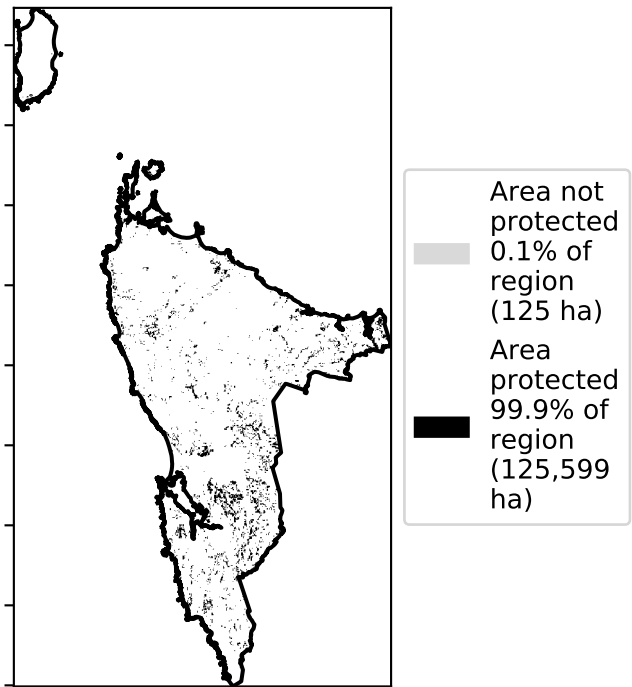 Area not
protected
0.1% of
region
(125 ha)
Area
protected
99.9% of
region
(125,599
ha)